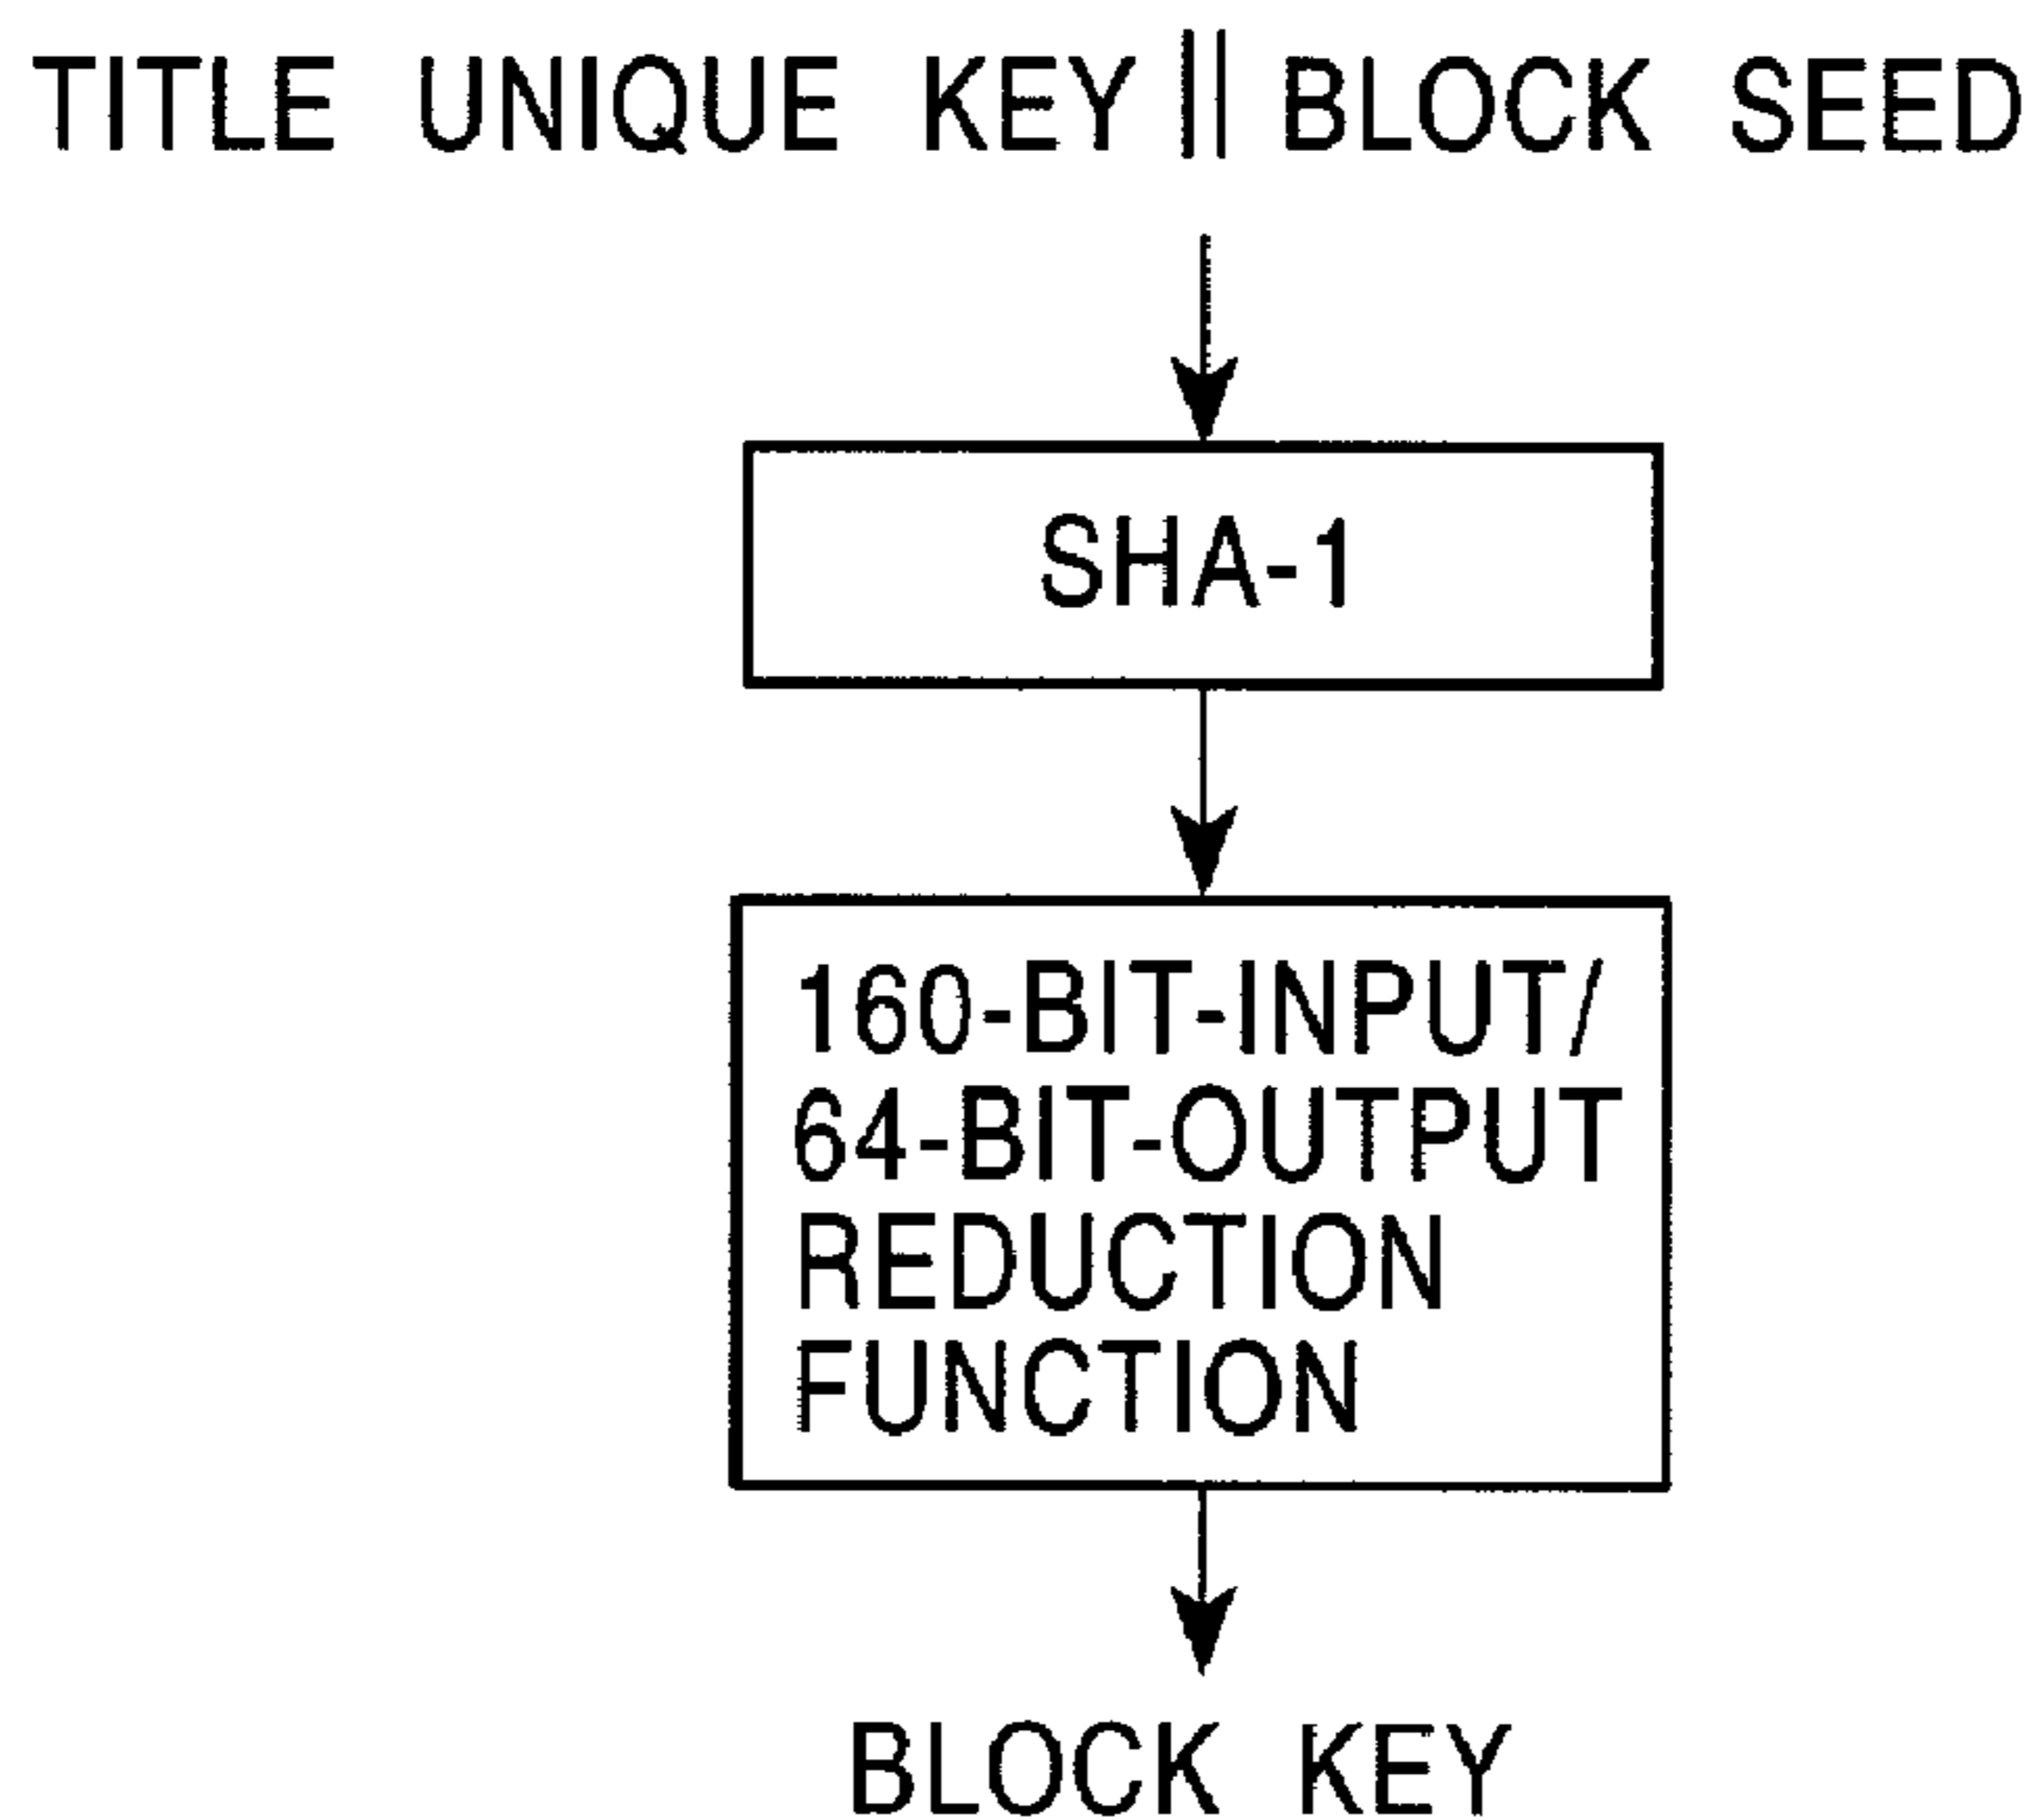 TITLE UNIQUE KEY || BLOCK SEED
SHA-1
160-BIT-INPUT/
64-BIT-OUTPUT
REDUCTION
FUNCTION
BLOCK KEY